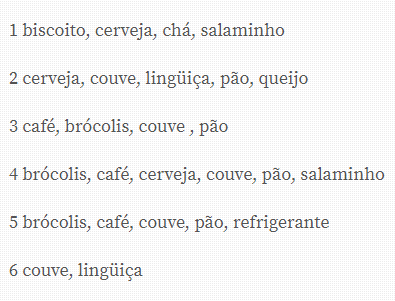 1 biscoito, cerveja, chá, salaminho
2 cerveja, couve, lingüiça, pão, queijo
3 café, brócolis, couve , pão
4 brócolis, café, cerveja, couve, pão, salaminho
5 brócolis, café, couve, pão, refrigerante
6 couve, lingüiça